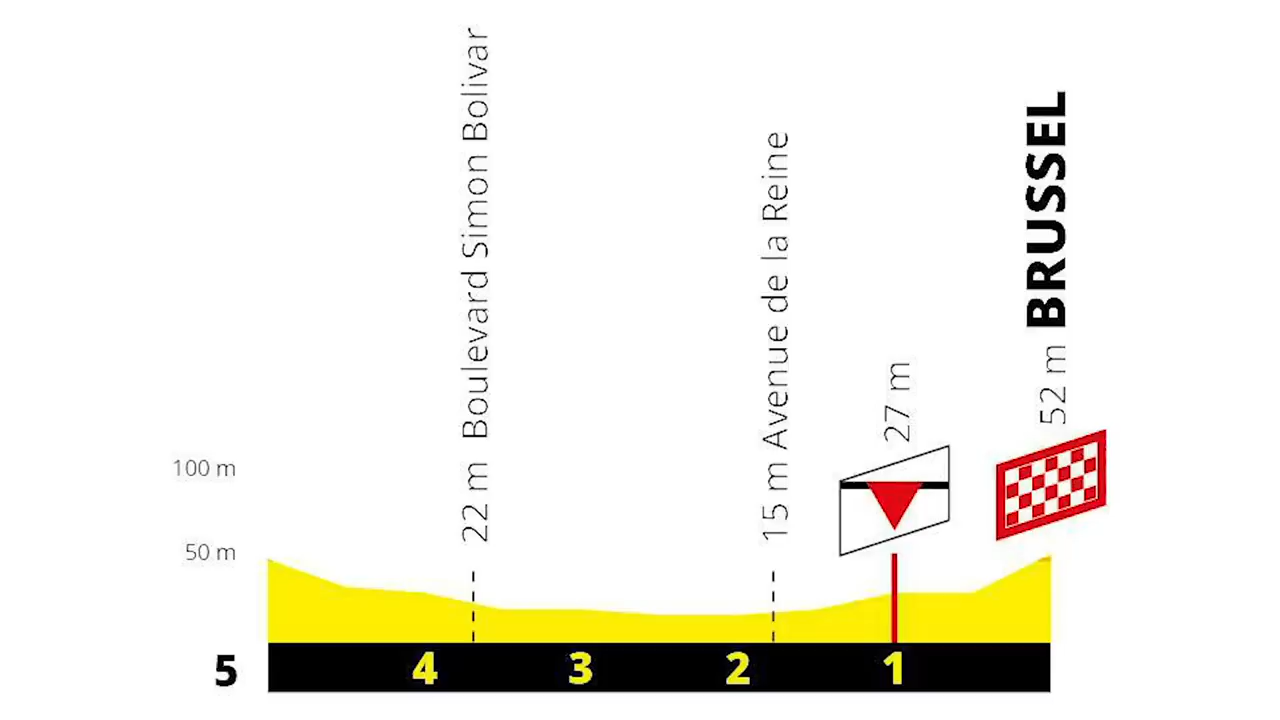 22 m Boulevard Simon Bolivar
15 m Avenue de la Reine
27 m
52 m BRUSSEL
100 m
50 m
5 4 3 2 1